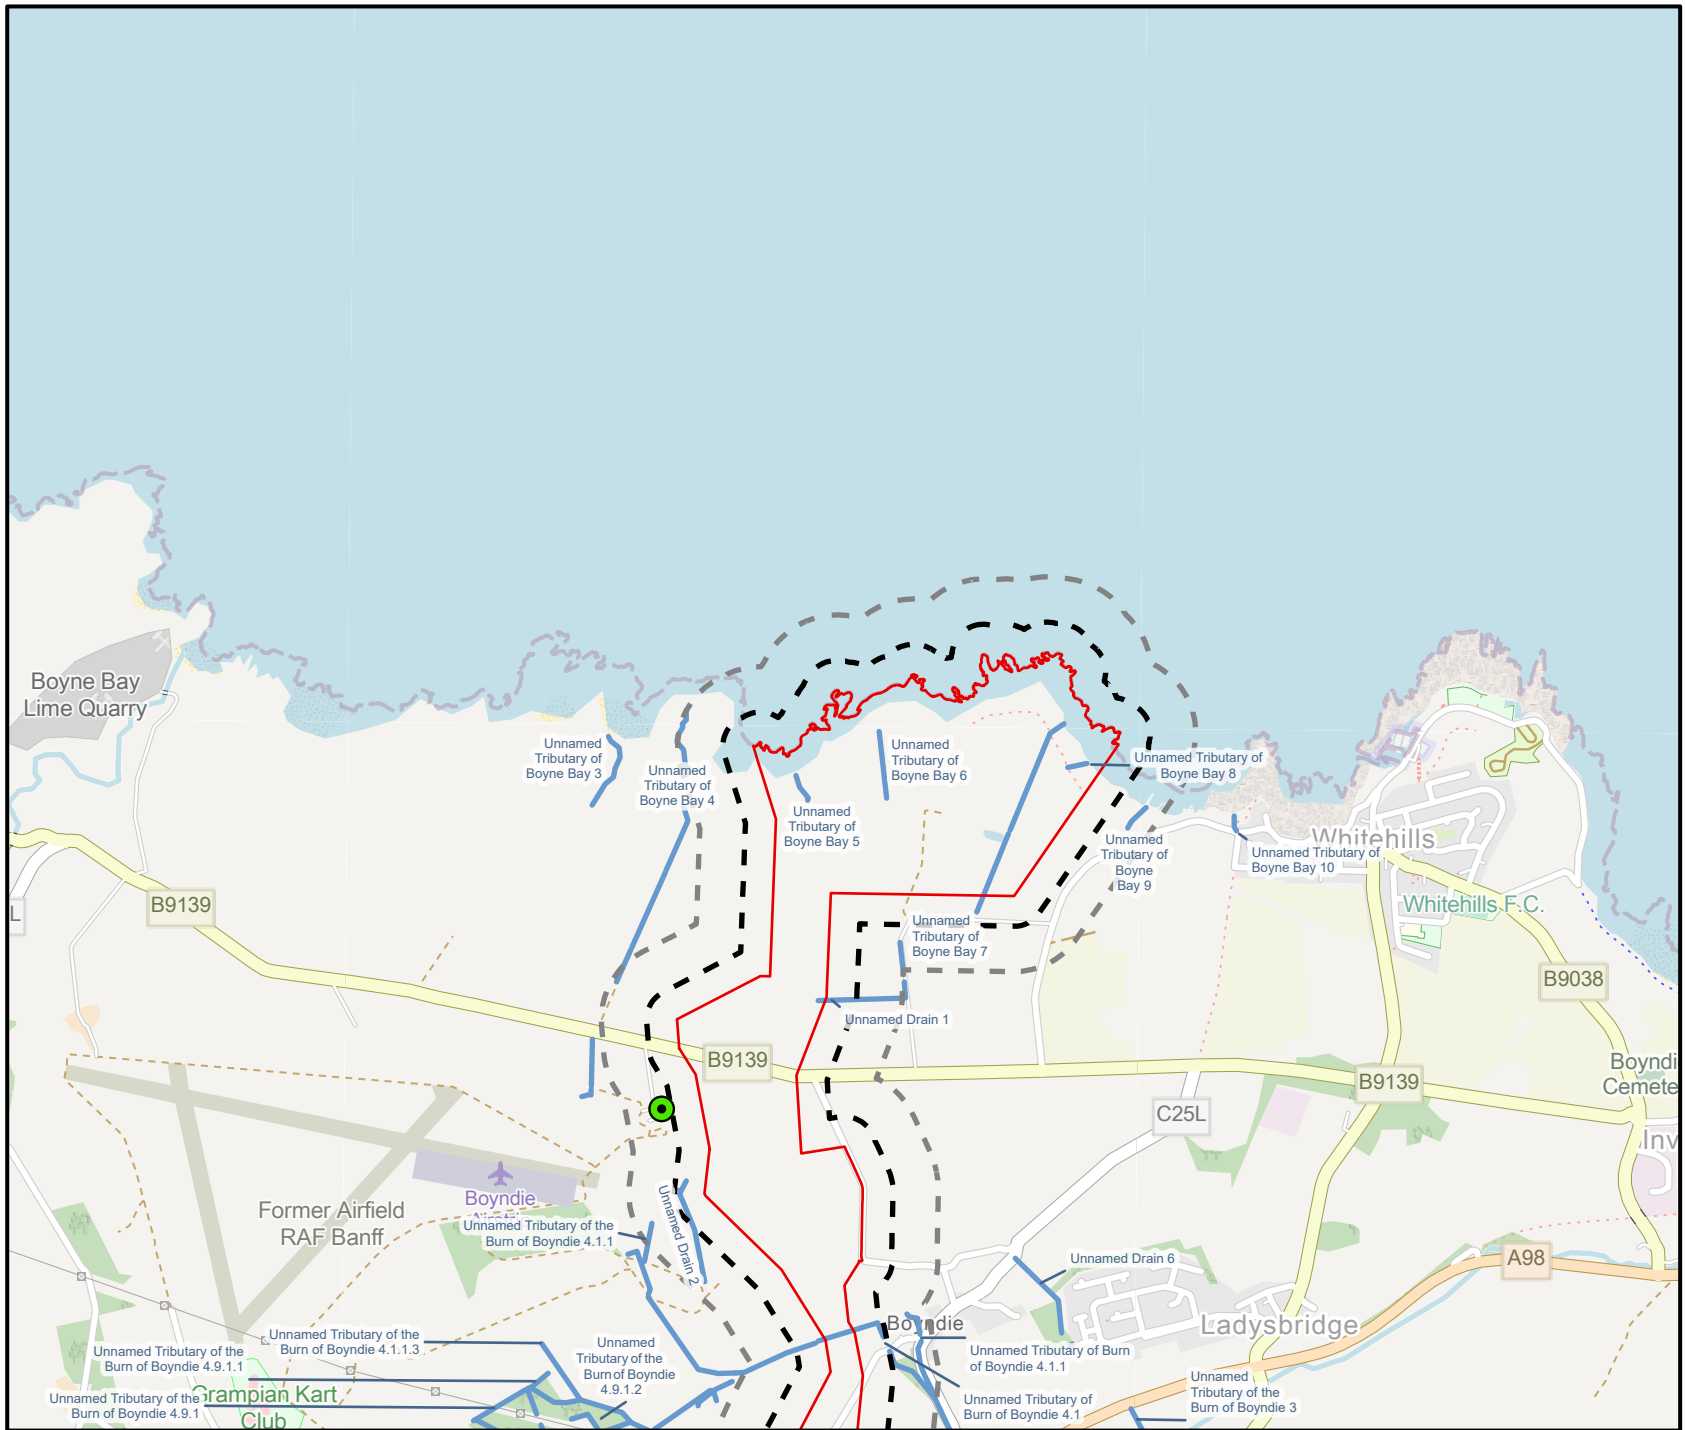 Boyne Bay
Lime Quarry
Unnamed
Tributary of
Boyne Bay 3
Unnamed
Tributary of
Boyne Bay 4
Unnamed
Tributary of
Boyne Bay 5
Unnamed
Tributary of
Boyne Bay 6
Unnamed Tributary of
Boyne Bay 8
Unnamed
Tributary of
Boyne
Bay 9
Whitehills
Unnamed Tributary of
Boyne Bay 10
Whitehills F.C.
L
B9139
Unnamed
Tributary of
Boyne Bay 7
B9038
Unnamed Drain 1
B9139
B9139
Boyndi
Cemete
C25L
Inv
Boyndie
Former Airfield
RAF Banff
Unnamed Tributary of the
Burn of Boyndie 4.1.1
Unnamed Drain 2
Unnamed Drain 6
A98
Boyndie
Ladysbridge
Unnamed Tributary of the
Burn of Boyndie 4.1.1.3
Unnamed Tributary of the
Burn of Boyndie 4.9.1.1
Unnamed
Tributary of the
Burn of Boyndie
4.9.1.2
Unnamed Tributary of Burn
of Boyndie 4.1.1
Unnamed Tributary of the
Burn of Boyndie 4.9.1
Grampian Kart
Club
Unnamed Tributary of
Burn of Boyndie 4.1
Unnamed
Tributary of the
Burn of Boyndie 3